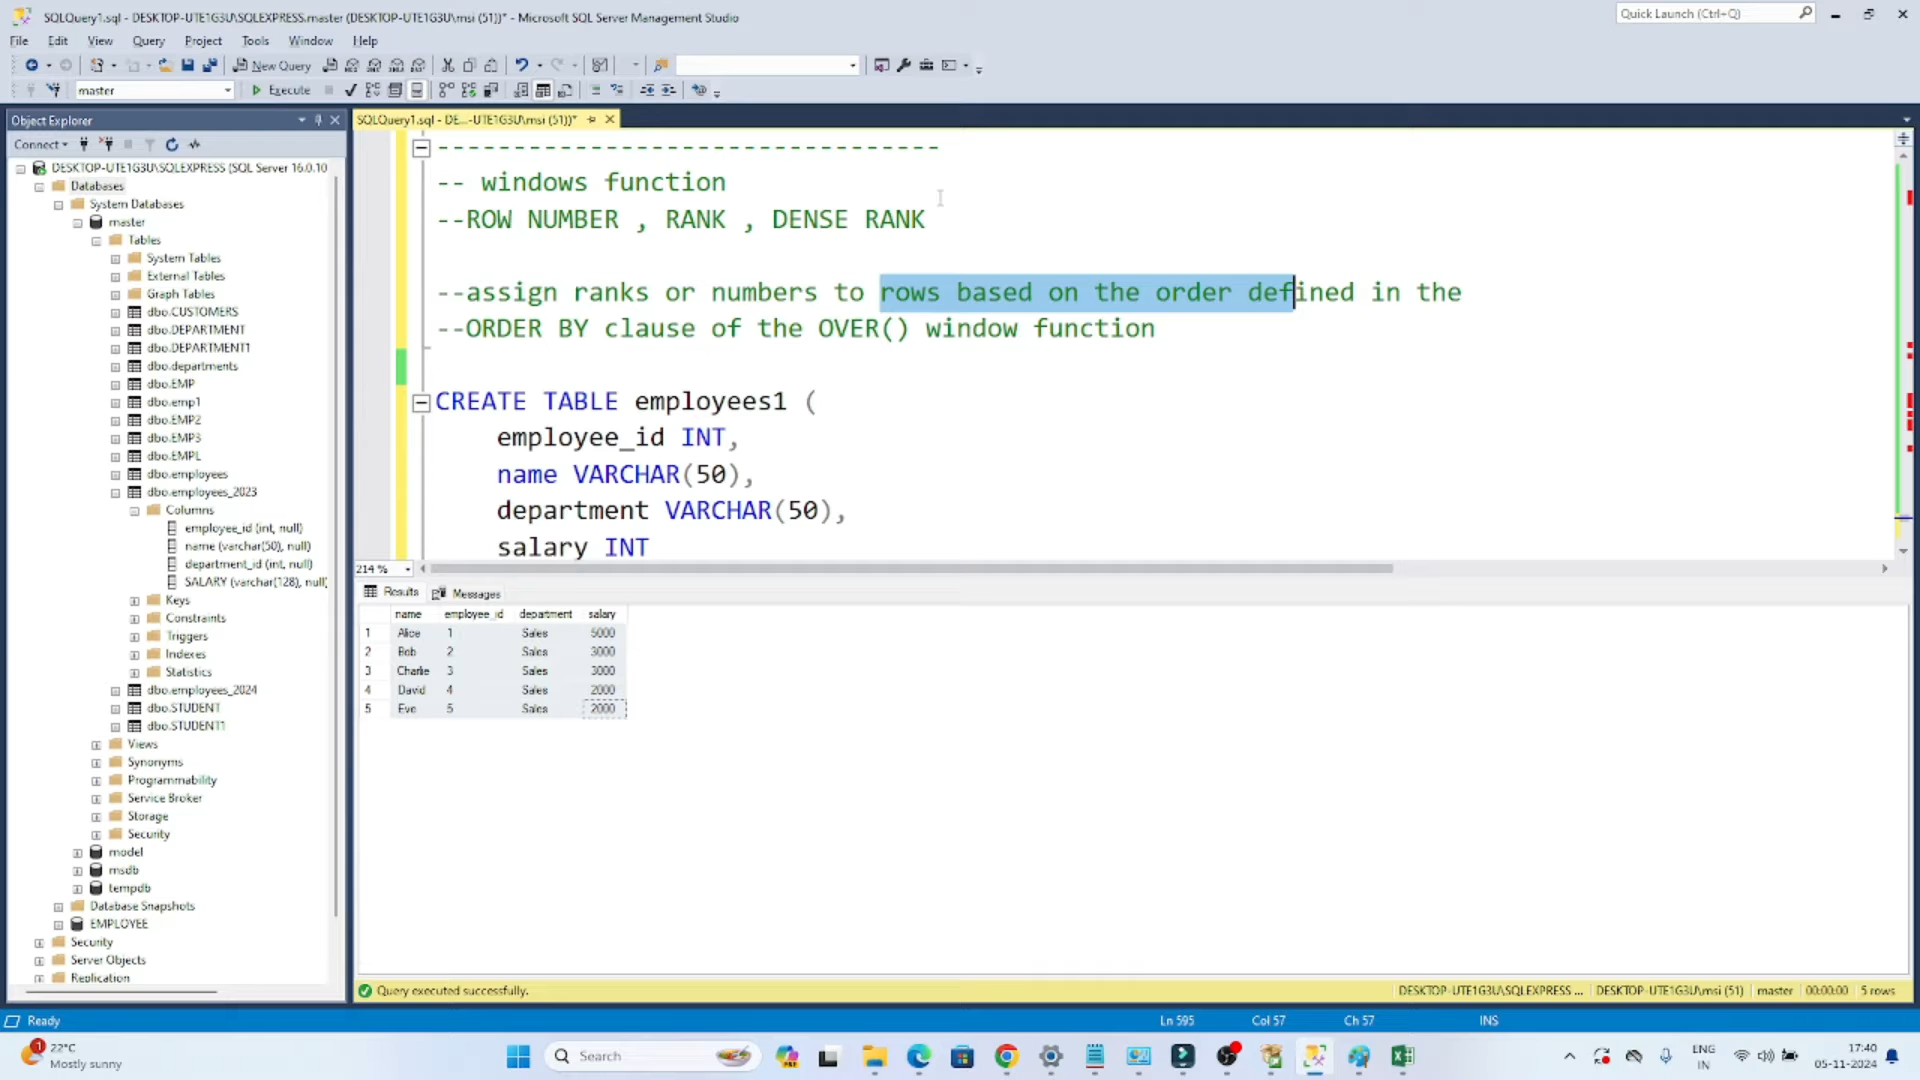 SQLQuery1.sql - DESKTOP-UTE1G3U\SQLEXPRESS.master (DESKTOP-UTE1G3U\msi (51))* - Microsoft SQL Server Management Studio
Quick Launch (Ctrl+Q)
File Edit View Query Project Tools Window Help
New Query
master
Execute
Object Explorer
SQLQuery1.sql - DE...-UTE1G3U\msi (51))*
Connect
DESKTOP-UTE1G3U\SQLEXPRESS (SQL Server 16.0.10
Databases
System Databases
master
Tables
System Tables
External Tables
Graph Tables
dbo.CUSTOMERS
dbo.DEPARTMENT
dbo.DEPARTMENT1
dbo.departments
dbo.EMP
dbo.emp1
dbo.EMP2
dbo.EMP3
dbo.EMPL
dbo.employees
dbo.employees_2023
Columns
employee_id (int, null)
name (varchar(50), null)
department_id (int, null)
SALARY (varchar(128), null)
Keys
Constraints
Triggers
Indexes
Statistics
dbo.employees_2024
dbo.STUDENT
dbo.STUDENT1
Views
Synonyms
Programmability
Service Broker
Storage
Security
model
msdb
tempdb
Database Snapshots
EMPLOYEE
Security
Server Objects
Replication
---------------------------------
-- windows function
--ROW NUMBER , RANK , DENSE RANK
--assign ranks or numbers to rows based on the order defined in the
--ORDER BY clause of the OVER() window function
CREATE TABLE employees1 (
employee_id INT,
name VARCHAR(50),
department VARCHAR(50),
salary INT
214 %
Results Messages
name employee_id department salary
1 Alice 1 Sales 5000
2 Bob 2 Sales 3000
3 Charlie 3 Sales 3000
4 David 4 Sales 2000
5 Eve 5 Sales 2000
Query executed successfully.
DESKTOP-UTE1G3U\SQLEXPRESS ... DESKTOP-UTE1G3U\msi (51) master 00:00:00 5 rows
Ready
Ln 595 Col 57 Ch 57 INS
1
22°C
Mostly sunny
Search
ENG
IN
17:40
05-11-2024